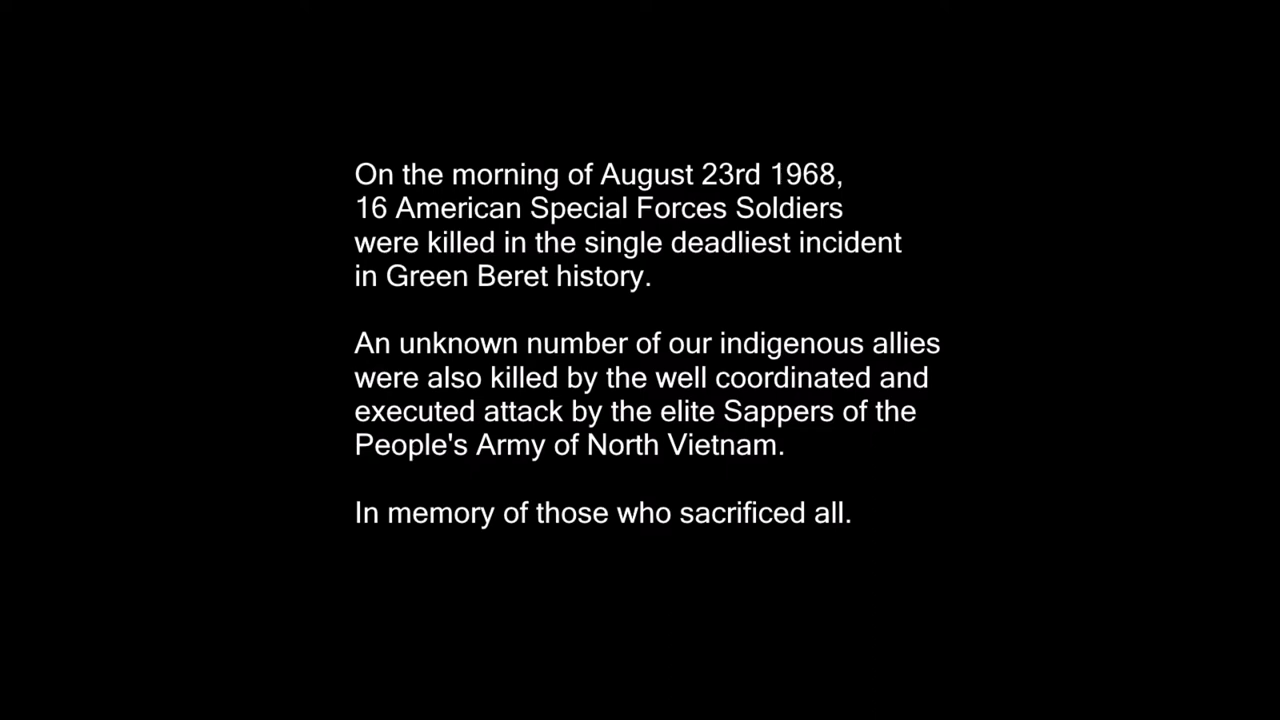 On the morning of August 23rd 1968,
16 American Special Forces Soldiers
were killed in the single deadliest incident
in Green Beret history.
An unknown number of our indigenous allies
were also killed by the well coordinated and
executed attack by the elite Sappers of the
People's Army of North Vietnam.
In memory of those who sacrificed all.